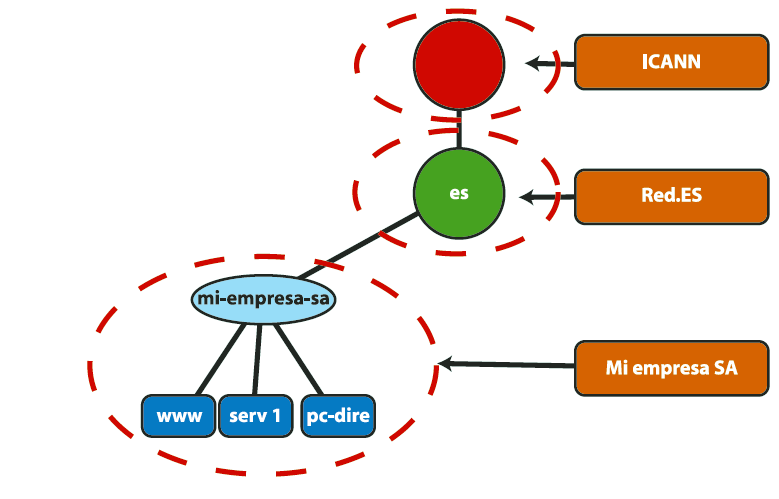 ICANN
es
Red.ES
mi-empresa-sa
Mi empresa SA
www
serv 1
pc-dire